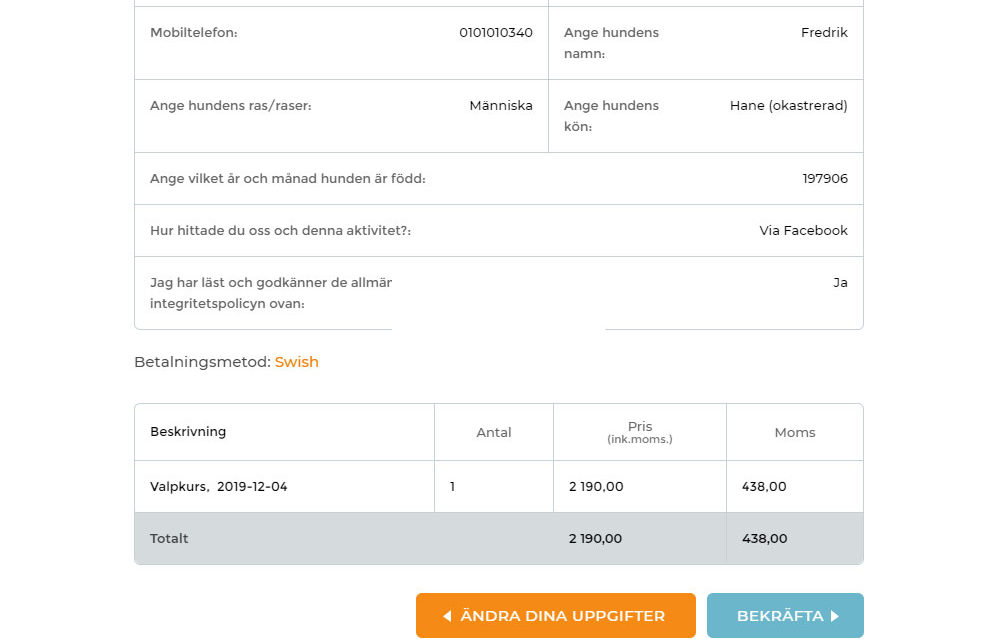 Mobiltelefon: 0101010340 Ange hundens Fredrik
namn:
Ange hundens ras/raser: Människa Ange hundens Hane (okastrerad)
kön:
Ange vilket år och månad hunden är född: 197906
Hur hittade du oss och denna aktivitet?: Via Facebook
Jag har läst och godkänner de allmär Ja
integritetspolicyn ovan:
Betalningsmetod: Swish
Beskrivning Antal Pris Moms
(ink.moms.)
Valpkurs, 2019-12-04 1 2 190,00 438,00
Totalt 2 190,00 438,00
ÄNDRA DINA UPPGIFTER BEKRÄFTA